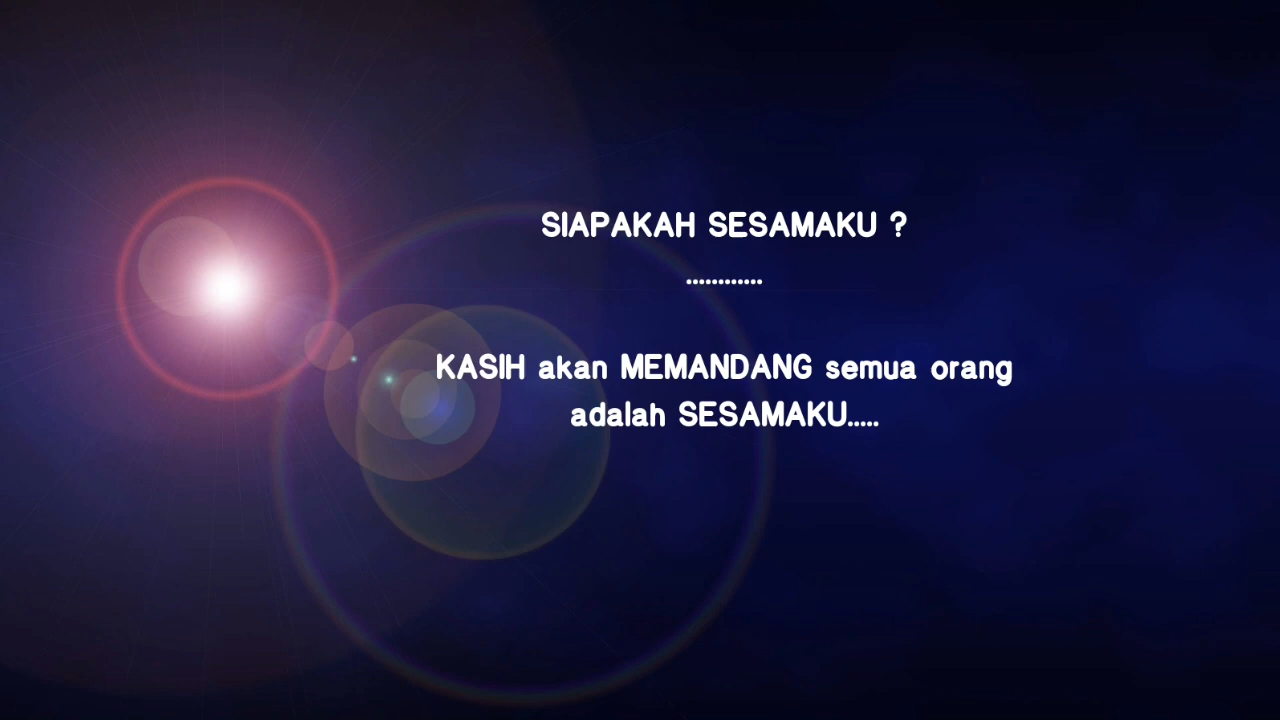 SIAPAKAH SESAMAKU ?
............
KASIH akan MEMANDANG semua orang
adalah SESAMAKU.....